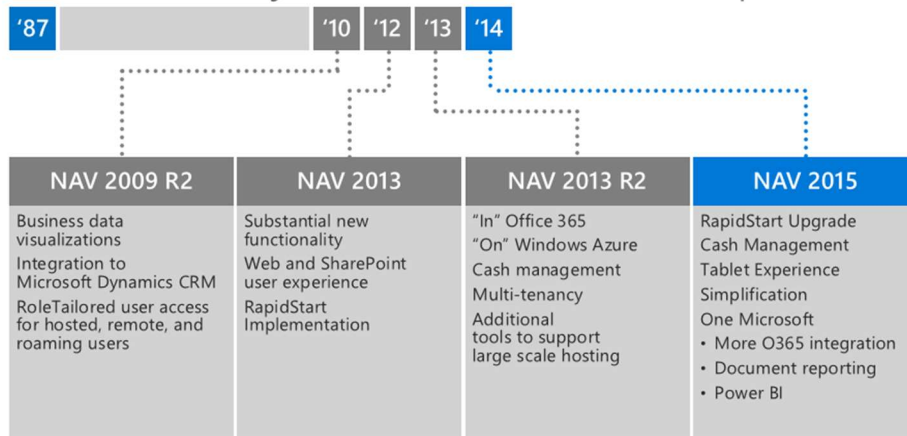 ‘87
‘10
‘12
‘13
‘14
NAV 2009 R2
Business data
visualizations
Integration to
Microsoft Dynamics CRM
RoleTailored user access
for hosted, remote, and
roaming users
NAV 2013
Substantial new
functionality
Web and SharePoint
user experience
RapidStart
Implementation
NAV 2013 R2
“In” Office 365
“On” Windows Azure
Cash management
Multi-tenancy
Additional
tools to support
large scale hosting
NAV 2015
RapidStart Upgrade
Cash Management
Tablet Experience
Simplification
One Microsoft
• More O365 integration
• Document reporting
• Power BI